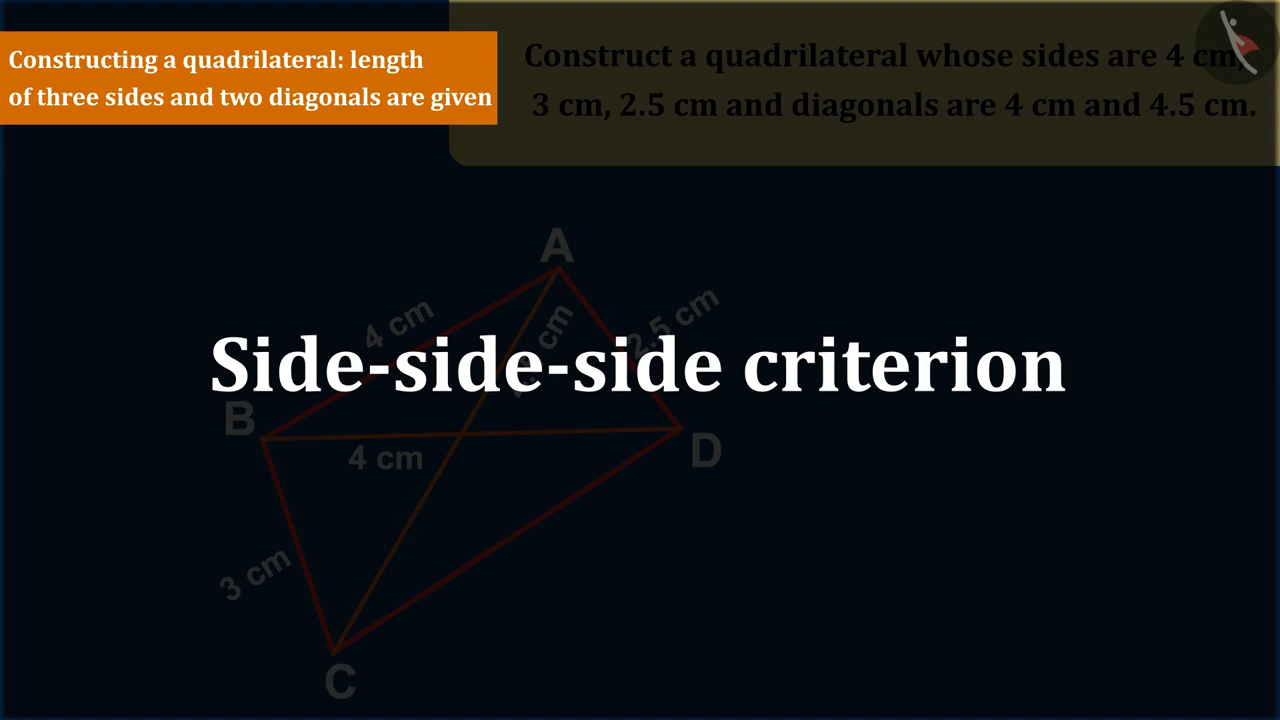 Constructing a quadrilateral: length
of three sides and two diagonals are given
Construct a quadrilateral whose sides are 4 cm,
3 cm, 2.5 cm and diagonals are 4 cm and 4.5 cm.
A
4 cm
cm
2.5 cm
Side-side-side criterion
B
4 cm
D
3 cm
C